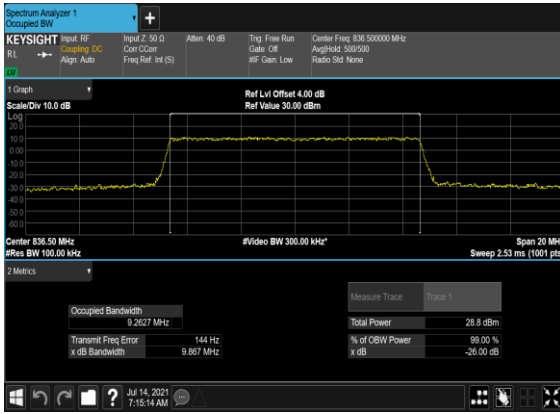 Spectrum Analyzer 1
Occupied BW
KEYSIGHT
RL
Input: RF
Coupling: DC
Align: Auto
Input Z: 50 Ω
Corr CCorr
Freq Ref: Int (S)
Atten: 40 dB
Trig: Free Run
Gate: Off
#IF Gain: Low
Center Freq: 836.500000 MHz
Avg|Hold: 500/500
Radio Std: None
1 Graph
Scale/Div 10.0 dB
Ref Lvl Offset 4.00 dB
Ref Value 30.00 dBm
Log
20.0
10.0
0.00
-10.0
-20.0
-30.0
-40.0
-50.0
-60.0
Center 836.50 MHz
#Res BW 100.00 kHz
#Video BW 300.00 kHz*
Span 20 MH
Sweep 2.53 ms (1001 pts
2 Metrics
Measure Trace
Trace 1
Occupied Bandwidth
9.2627 MHz
Total Power
28.8 dBm
Transmit Freq Error
144 Hz
% of OBW Power
99.00 %
x dB Bandwidth
9.867 MHz
x dB
-26.00 dB
?
Jul 14, 2021
7:15:14 AM